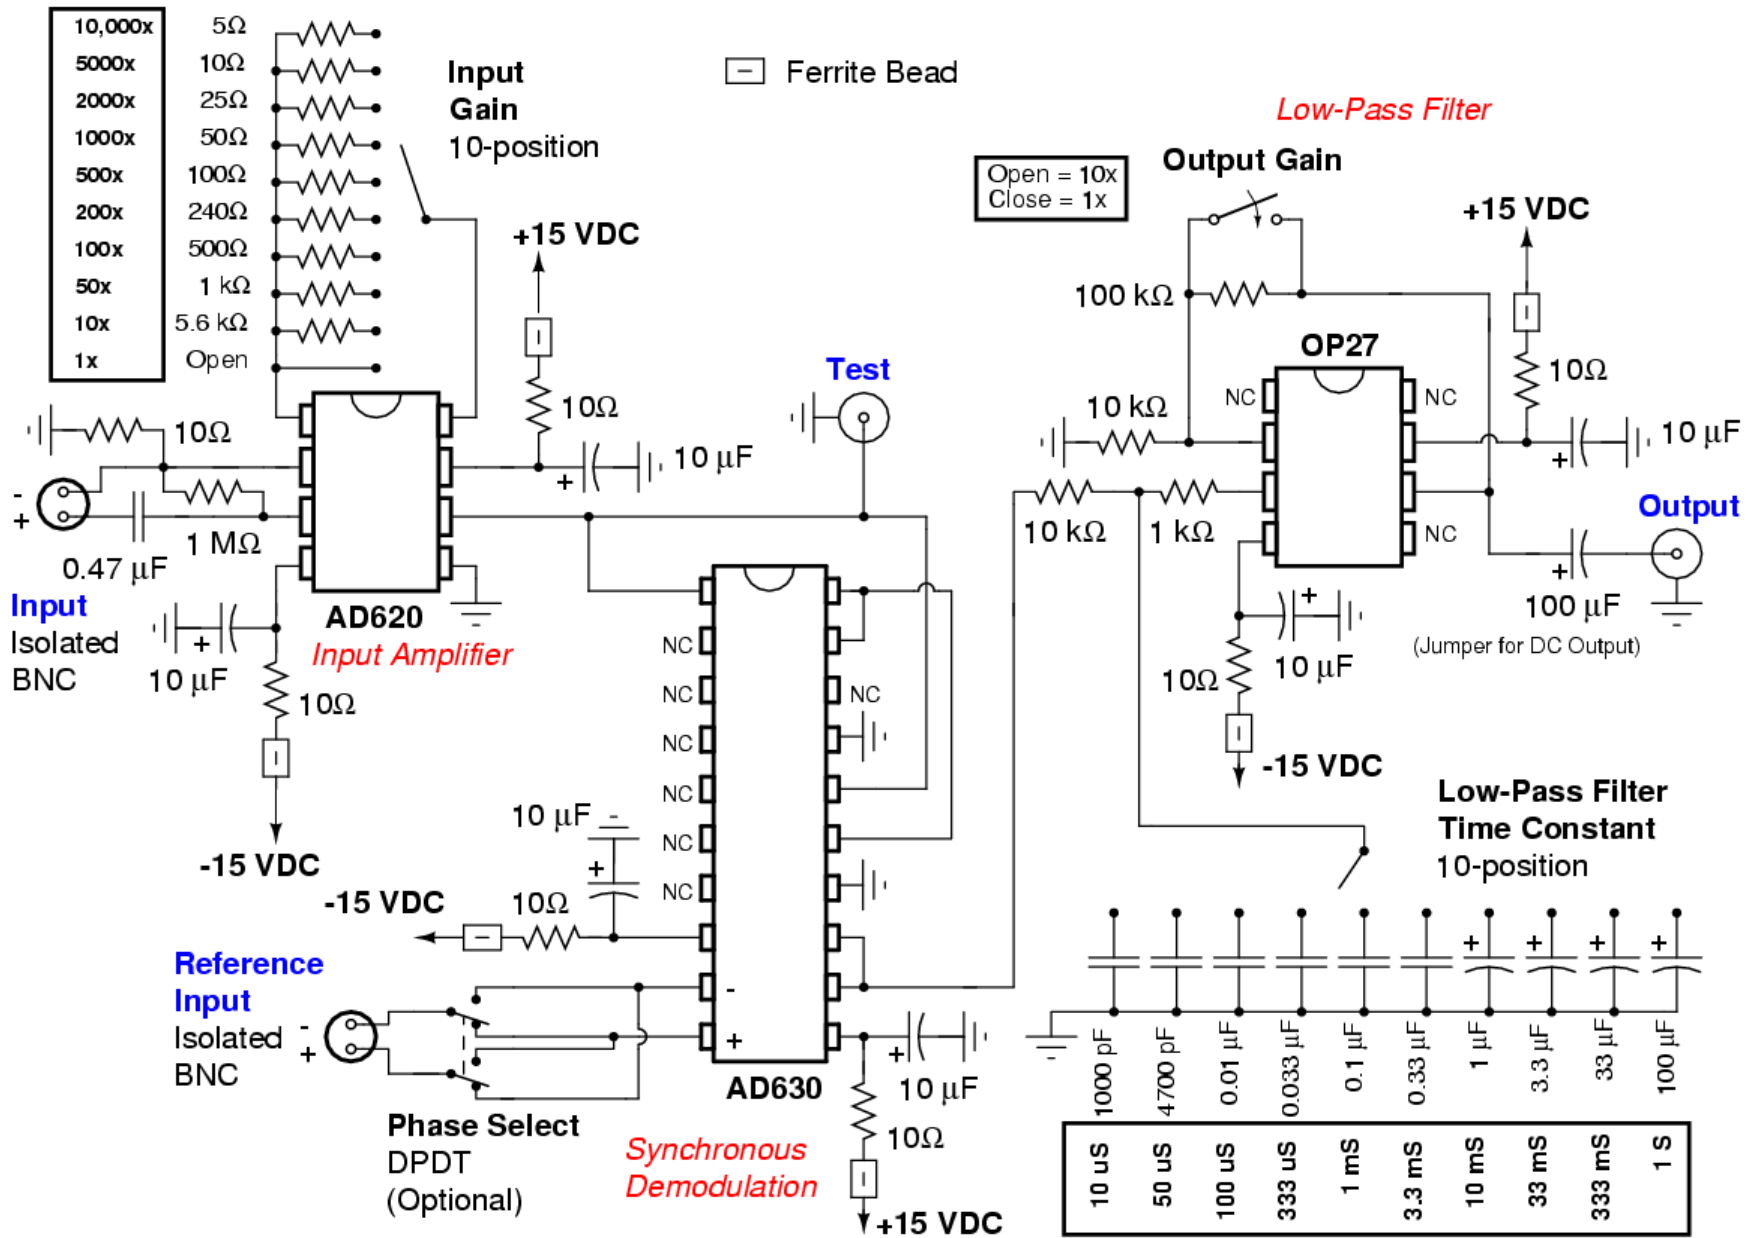 10,000x 5Ω
5000x 10Ω
2000x 25Ω
1000x 50Ω
500x 100Ω
200x 240Ω
100x 500Ω
50x 1 kΩ
10x 5.6 kΩ
1x Open
Input
Gain
10-position
- Ferrite Bead
Low-Pass Filter
Output Gain
Open = 10x
Close = 1x
+15 VDC
10Ω
10 µF
+
10Ω
-
+
1 MΩ
0.47 µF
Input
Isolated
BNC
AD620
Input Amplifier
+
10 µF
10Ω
-15 VDC
Test
+15 VDC
100 kΩ
OP27
NC
NC
NC
10 kΩ
10 kΩ
1 kΩ
10Ω
10 µF
+
Output
+
100 µF
(Jumper for DC Output)
+
10 µF
10Ω
-15 VDC
NC
NC
NC
NC
NC
NC
NC
10 µF
+
-15 VDC
10Ω
Reference
Input
Isolated
BNC
-
+
-
+
AD630
Phase Select
DPDT
(Optional)
Synchronous
Demodulation
+
10 µF
10Ω
+15 VDC
Low-Pass Filter
Time Constant
10-position
+ + + +
1000 pF
4700 pF
0.01 µF
0.033 µF
0.1 µF
0.33 µF
1 µF
3.3 µF
33 µF
100 µF
10 uS
50 uS
100 uS
333 uS
1 mS
3.3 mS
10 mS
33 mS
333 mS
1 S